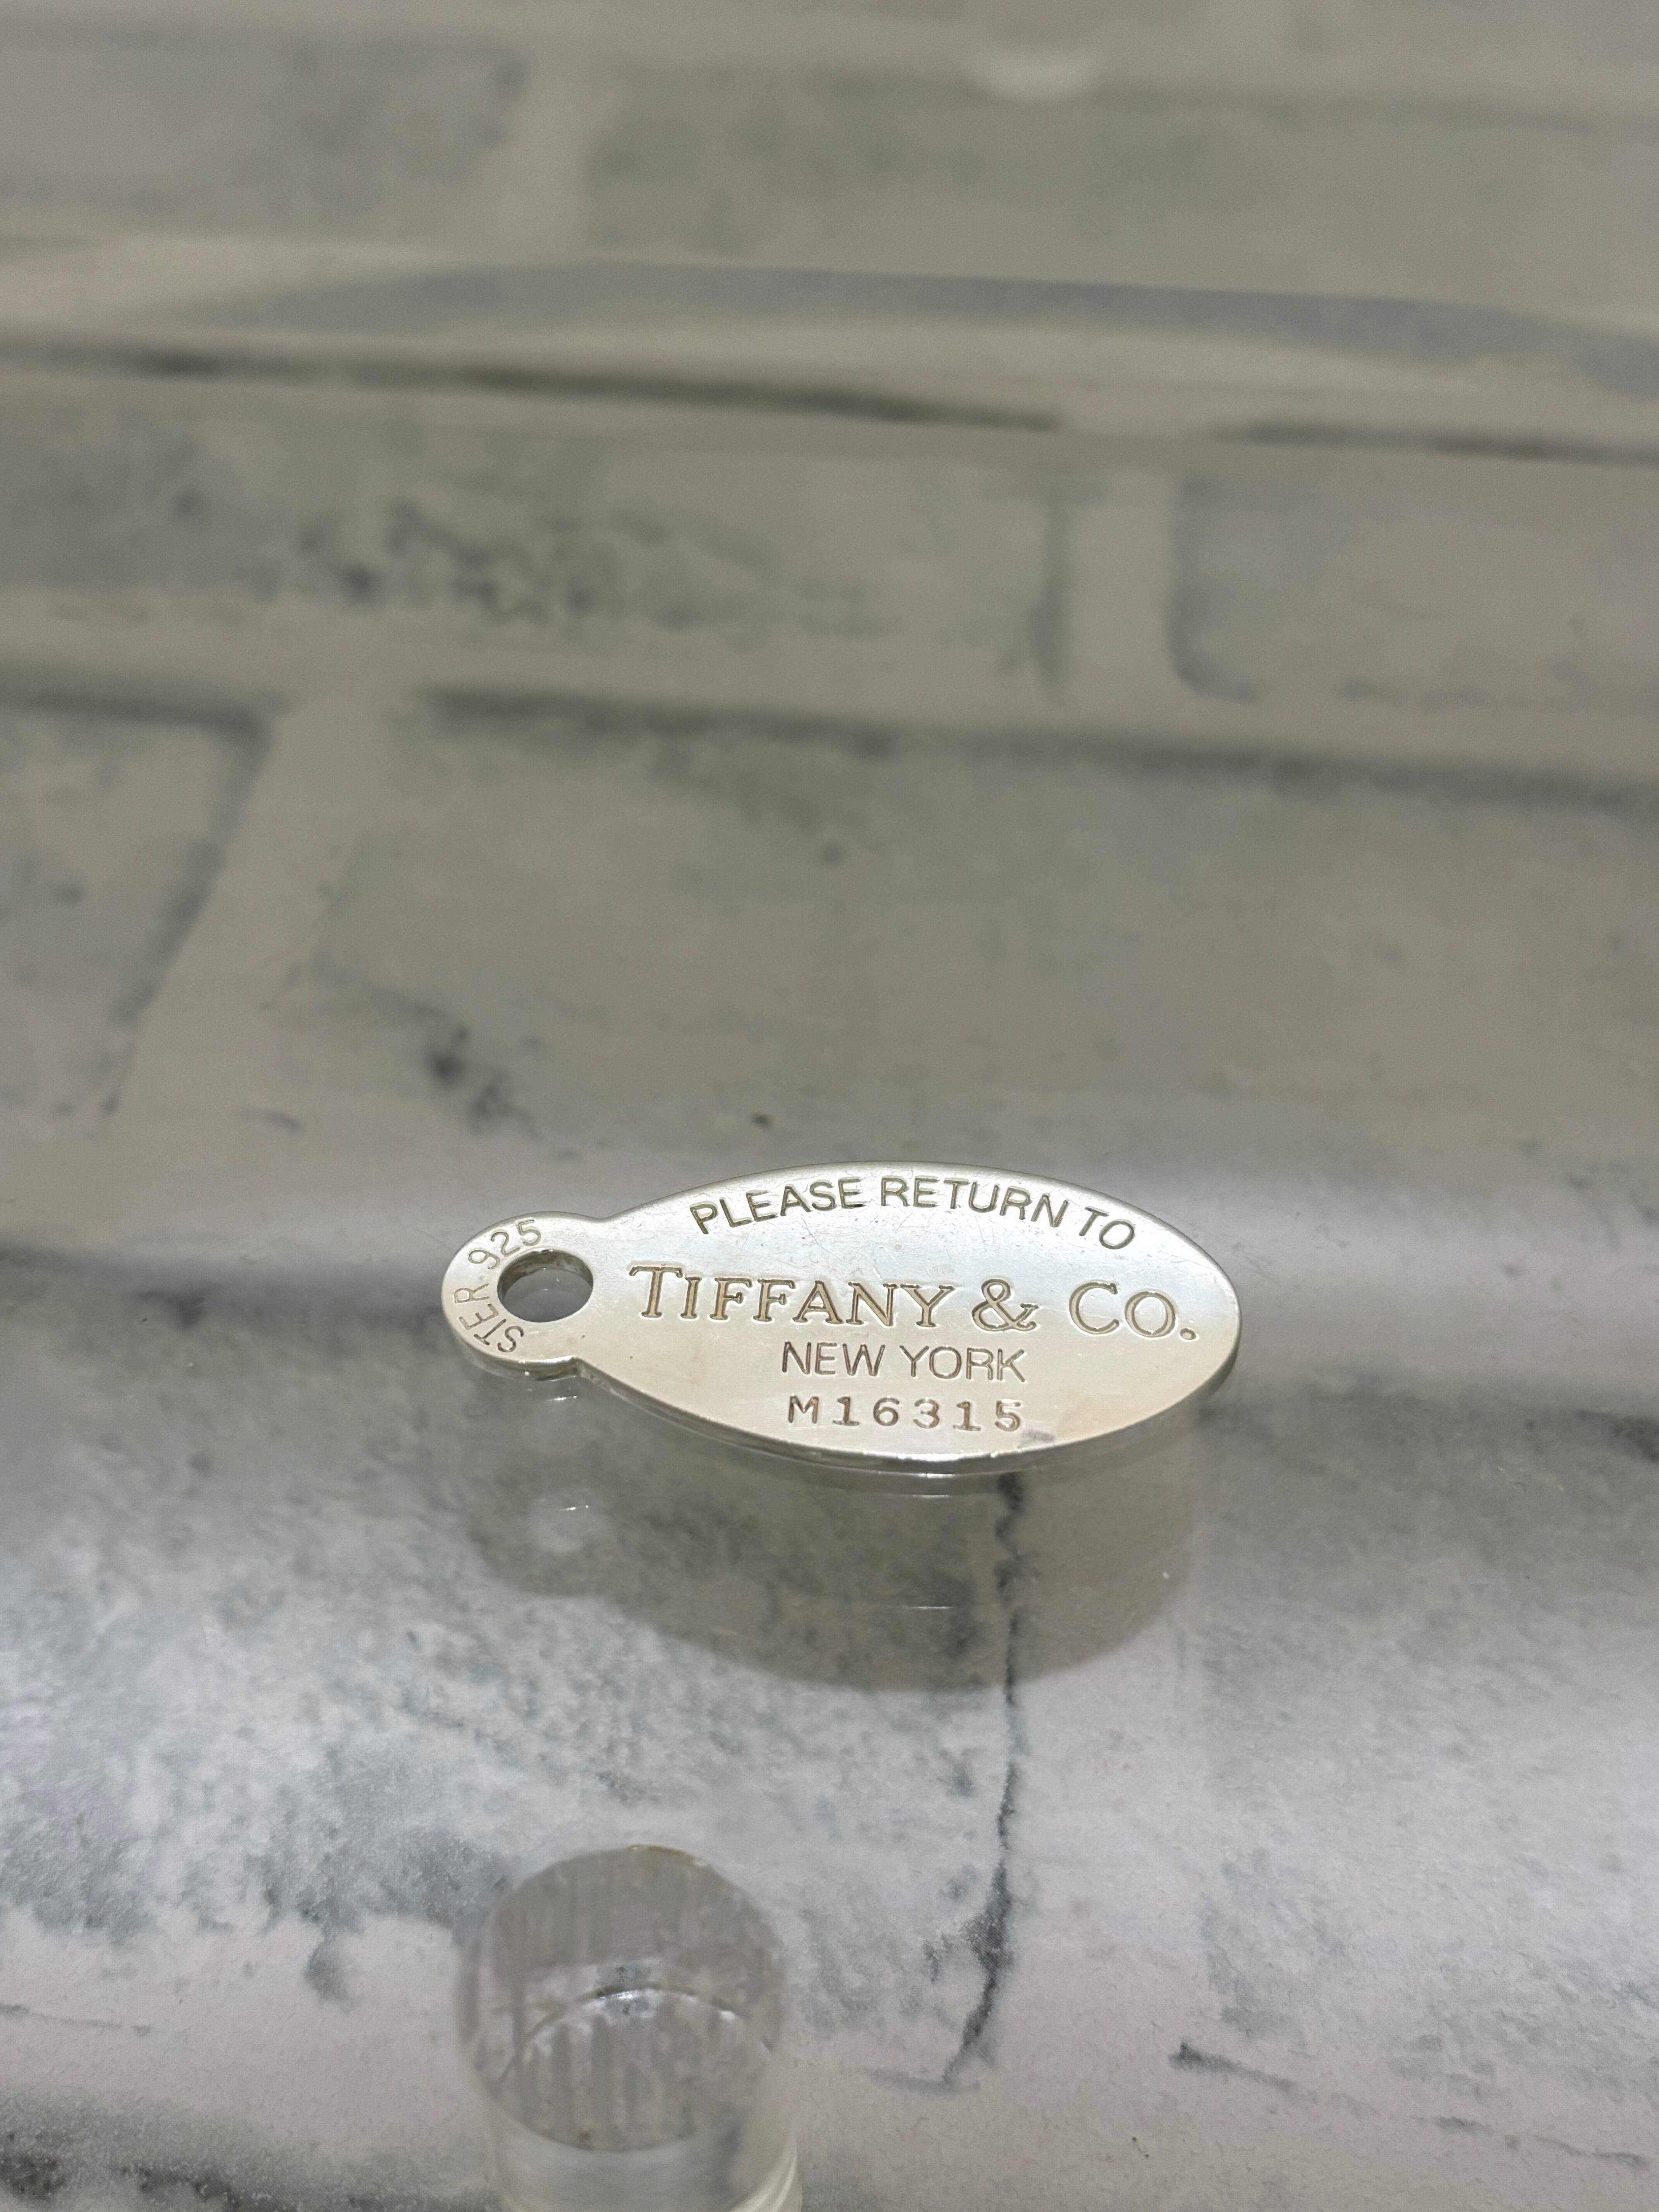 STER. 925
PLEASE RETURN TO
TIFFANY & CO.
NEW YORK
M16315